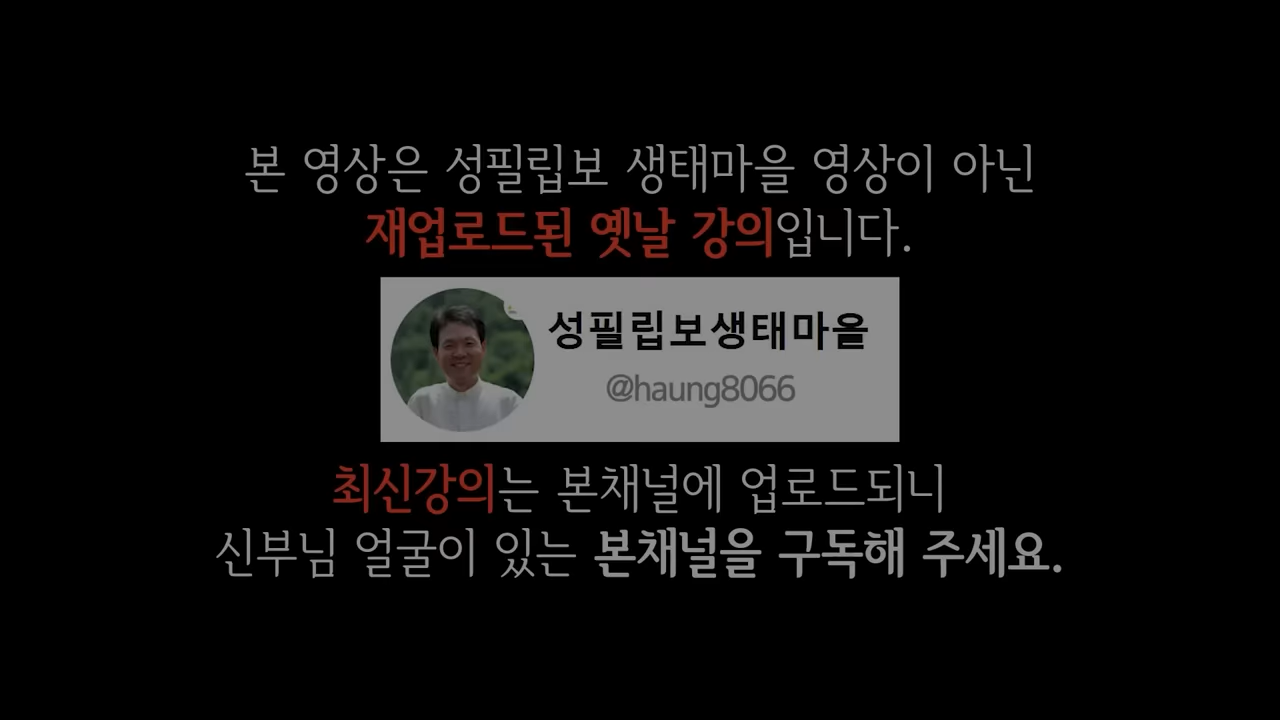 본 영상은 성필립보 생태마을 영상이 아닌
재업로드된 옛날 강의입니다.
성필립보생태마을
@haung8066
최신강의는 본채널에 업로드되니
신부님 얼굴이 있는 본채널을 구독해 주세요.